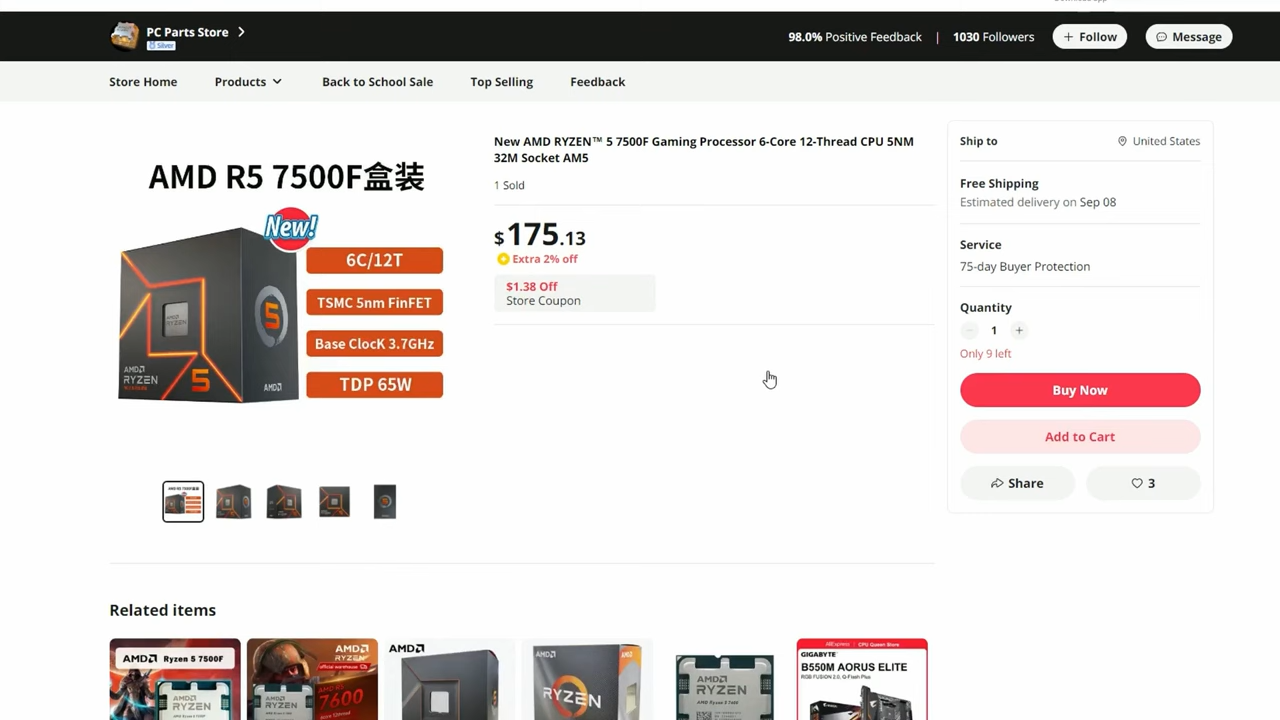 PC Parts Store
Silver
98.0% Positive Feedback | 1030 Followers
+ Follow
Message
Store Home
Products
Back to School Sale
Top Selling
Feedback
AMD R5 7500F盒装
New!
6C/12T
TSMC 5nm FinFET
Base ClocK 3.7GHz
TDP 65W
AMD
RYZEN
5
5
AMD
New AMD RYZEN™ 5 7500F Gaming Processor 6-Core 12-Thread CPU 5NM
32M Socket AM5
1 Sold
$175.13
Extra 2% off
$1.38 Off
Store Coupon
Ship to
United States
Free Shipping
Estimated delivery on Sep 08
Service
75-day Buyer Protection
Quantity
1
Only 9 left
Buy Now
Add to Cart
Share
3
Related items
AMD Ryzen 5 7500F
AMD
RYZEN
AMD
RYZEN
7600
AMD
RYZEN
AMD
RYZEN
GIGABYTE
B550M AORUS ELITE